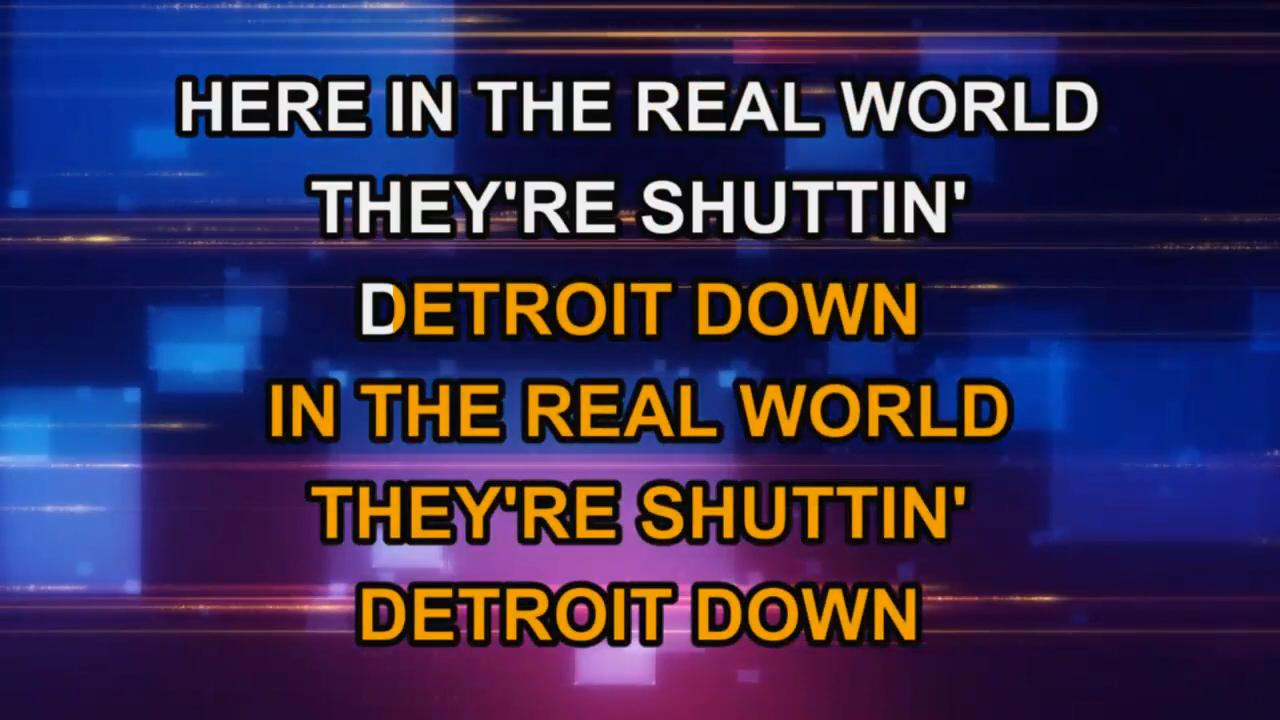 HERE IN THE REAL WORLD
THEY'RE SHUTTIN'
DETROIT DOWN
IN THE REAL WORLD
THEY'RE SHUTTIN'
DETROIT DOWN